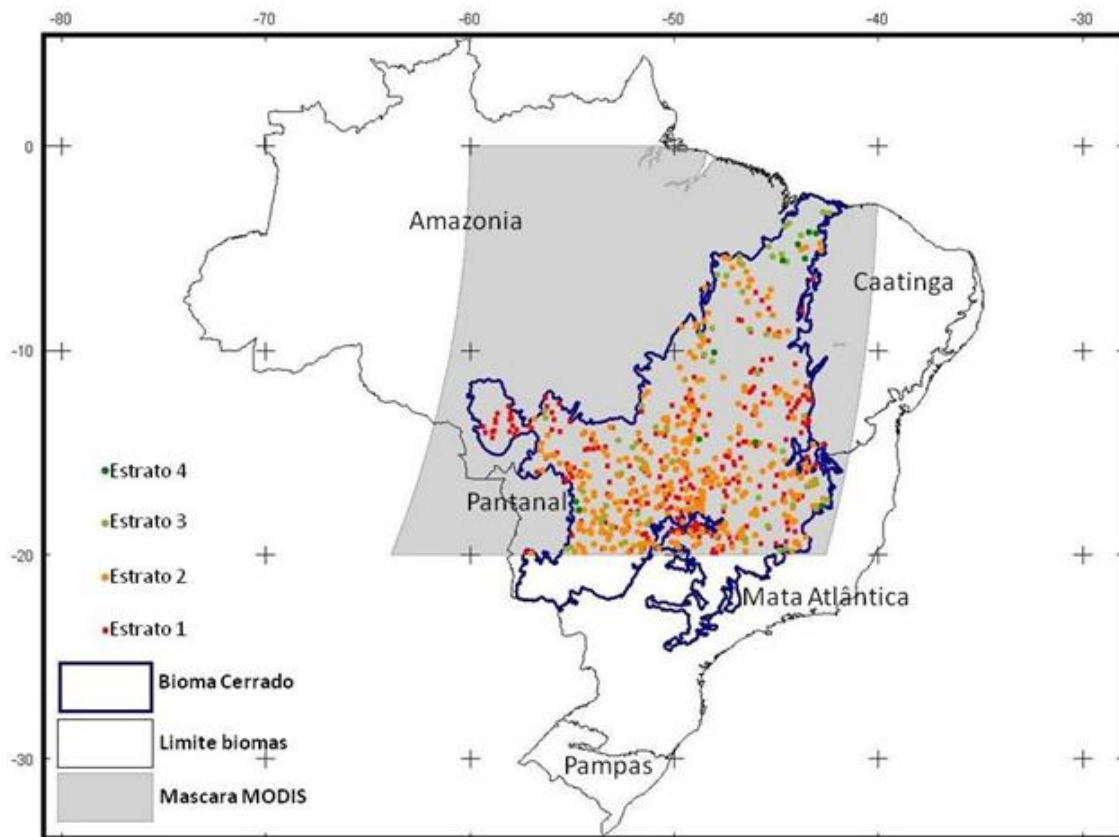 -80 -70 -60 -50 -40 -30
0
Amazonia
Caatinga
-10
Estrato 4
Pantanal
Estrato 3
-20
Estrato 2
Mata Atlântica
Estrato 1
Bioma Cerrado
Limite biomas
-30
Pampas
Mascara MODIS